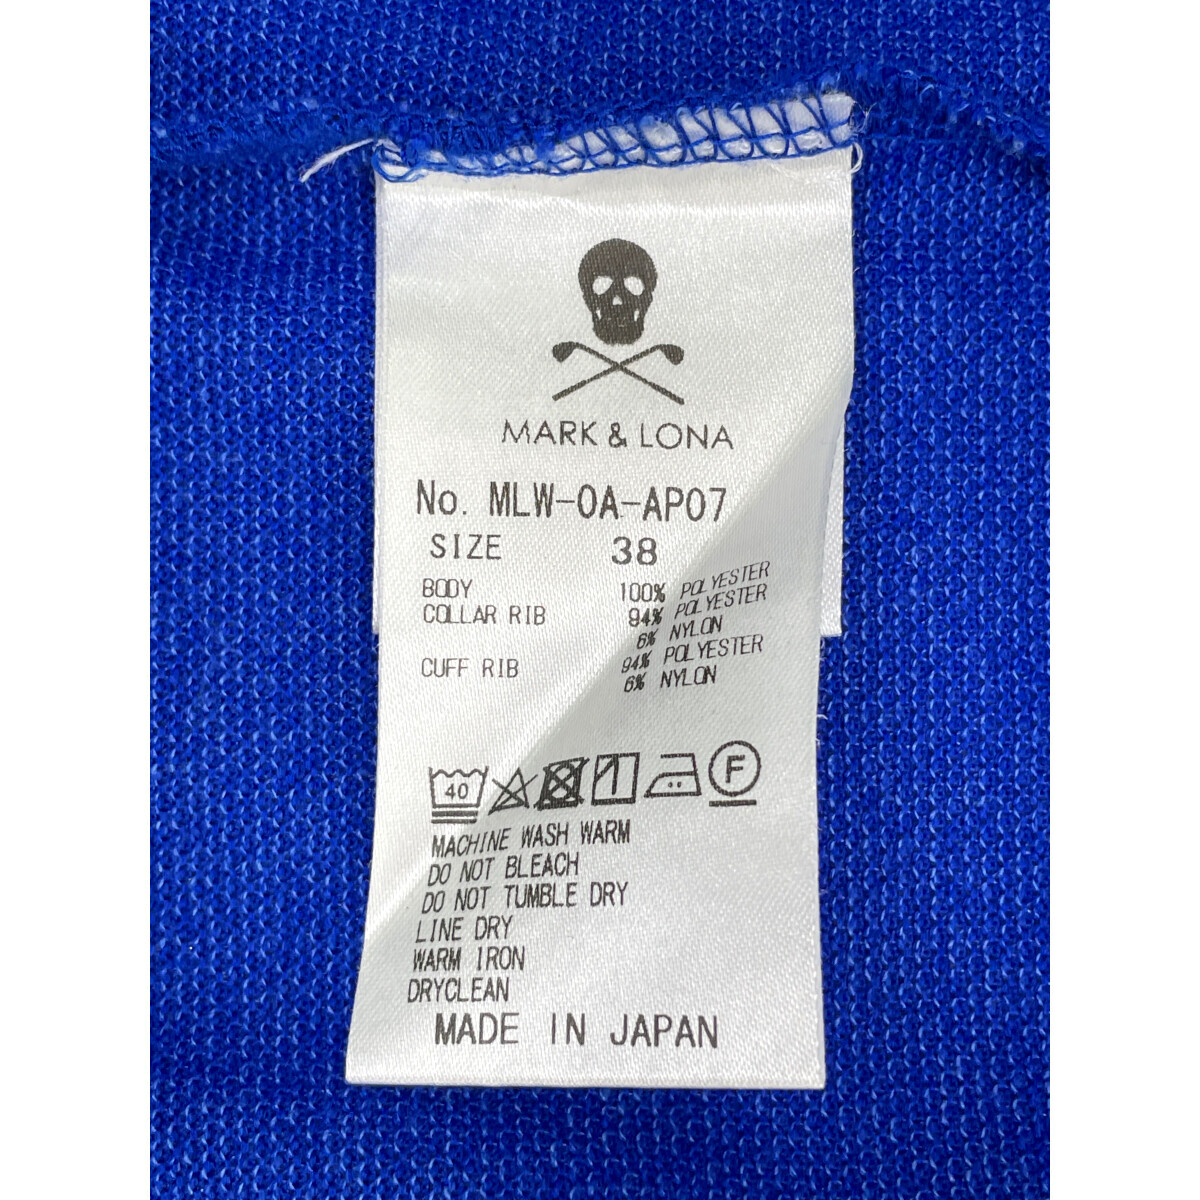 MARK & LONA
No. MLW-0A-AP07
SIZE 38
BODY 100% POLYESTER
COLLAR RIB 94% POLYESTER
6% NYLON
CUFF RIB 94% POLYESTER
6% NYLON
40 F
MACHINE WASH WARM
DO NOT BLEACH
DO NOT TUMBLE DRY
LINE DRY
WARM IRON
DRYCLEAN
MADE IN JAPAN